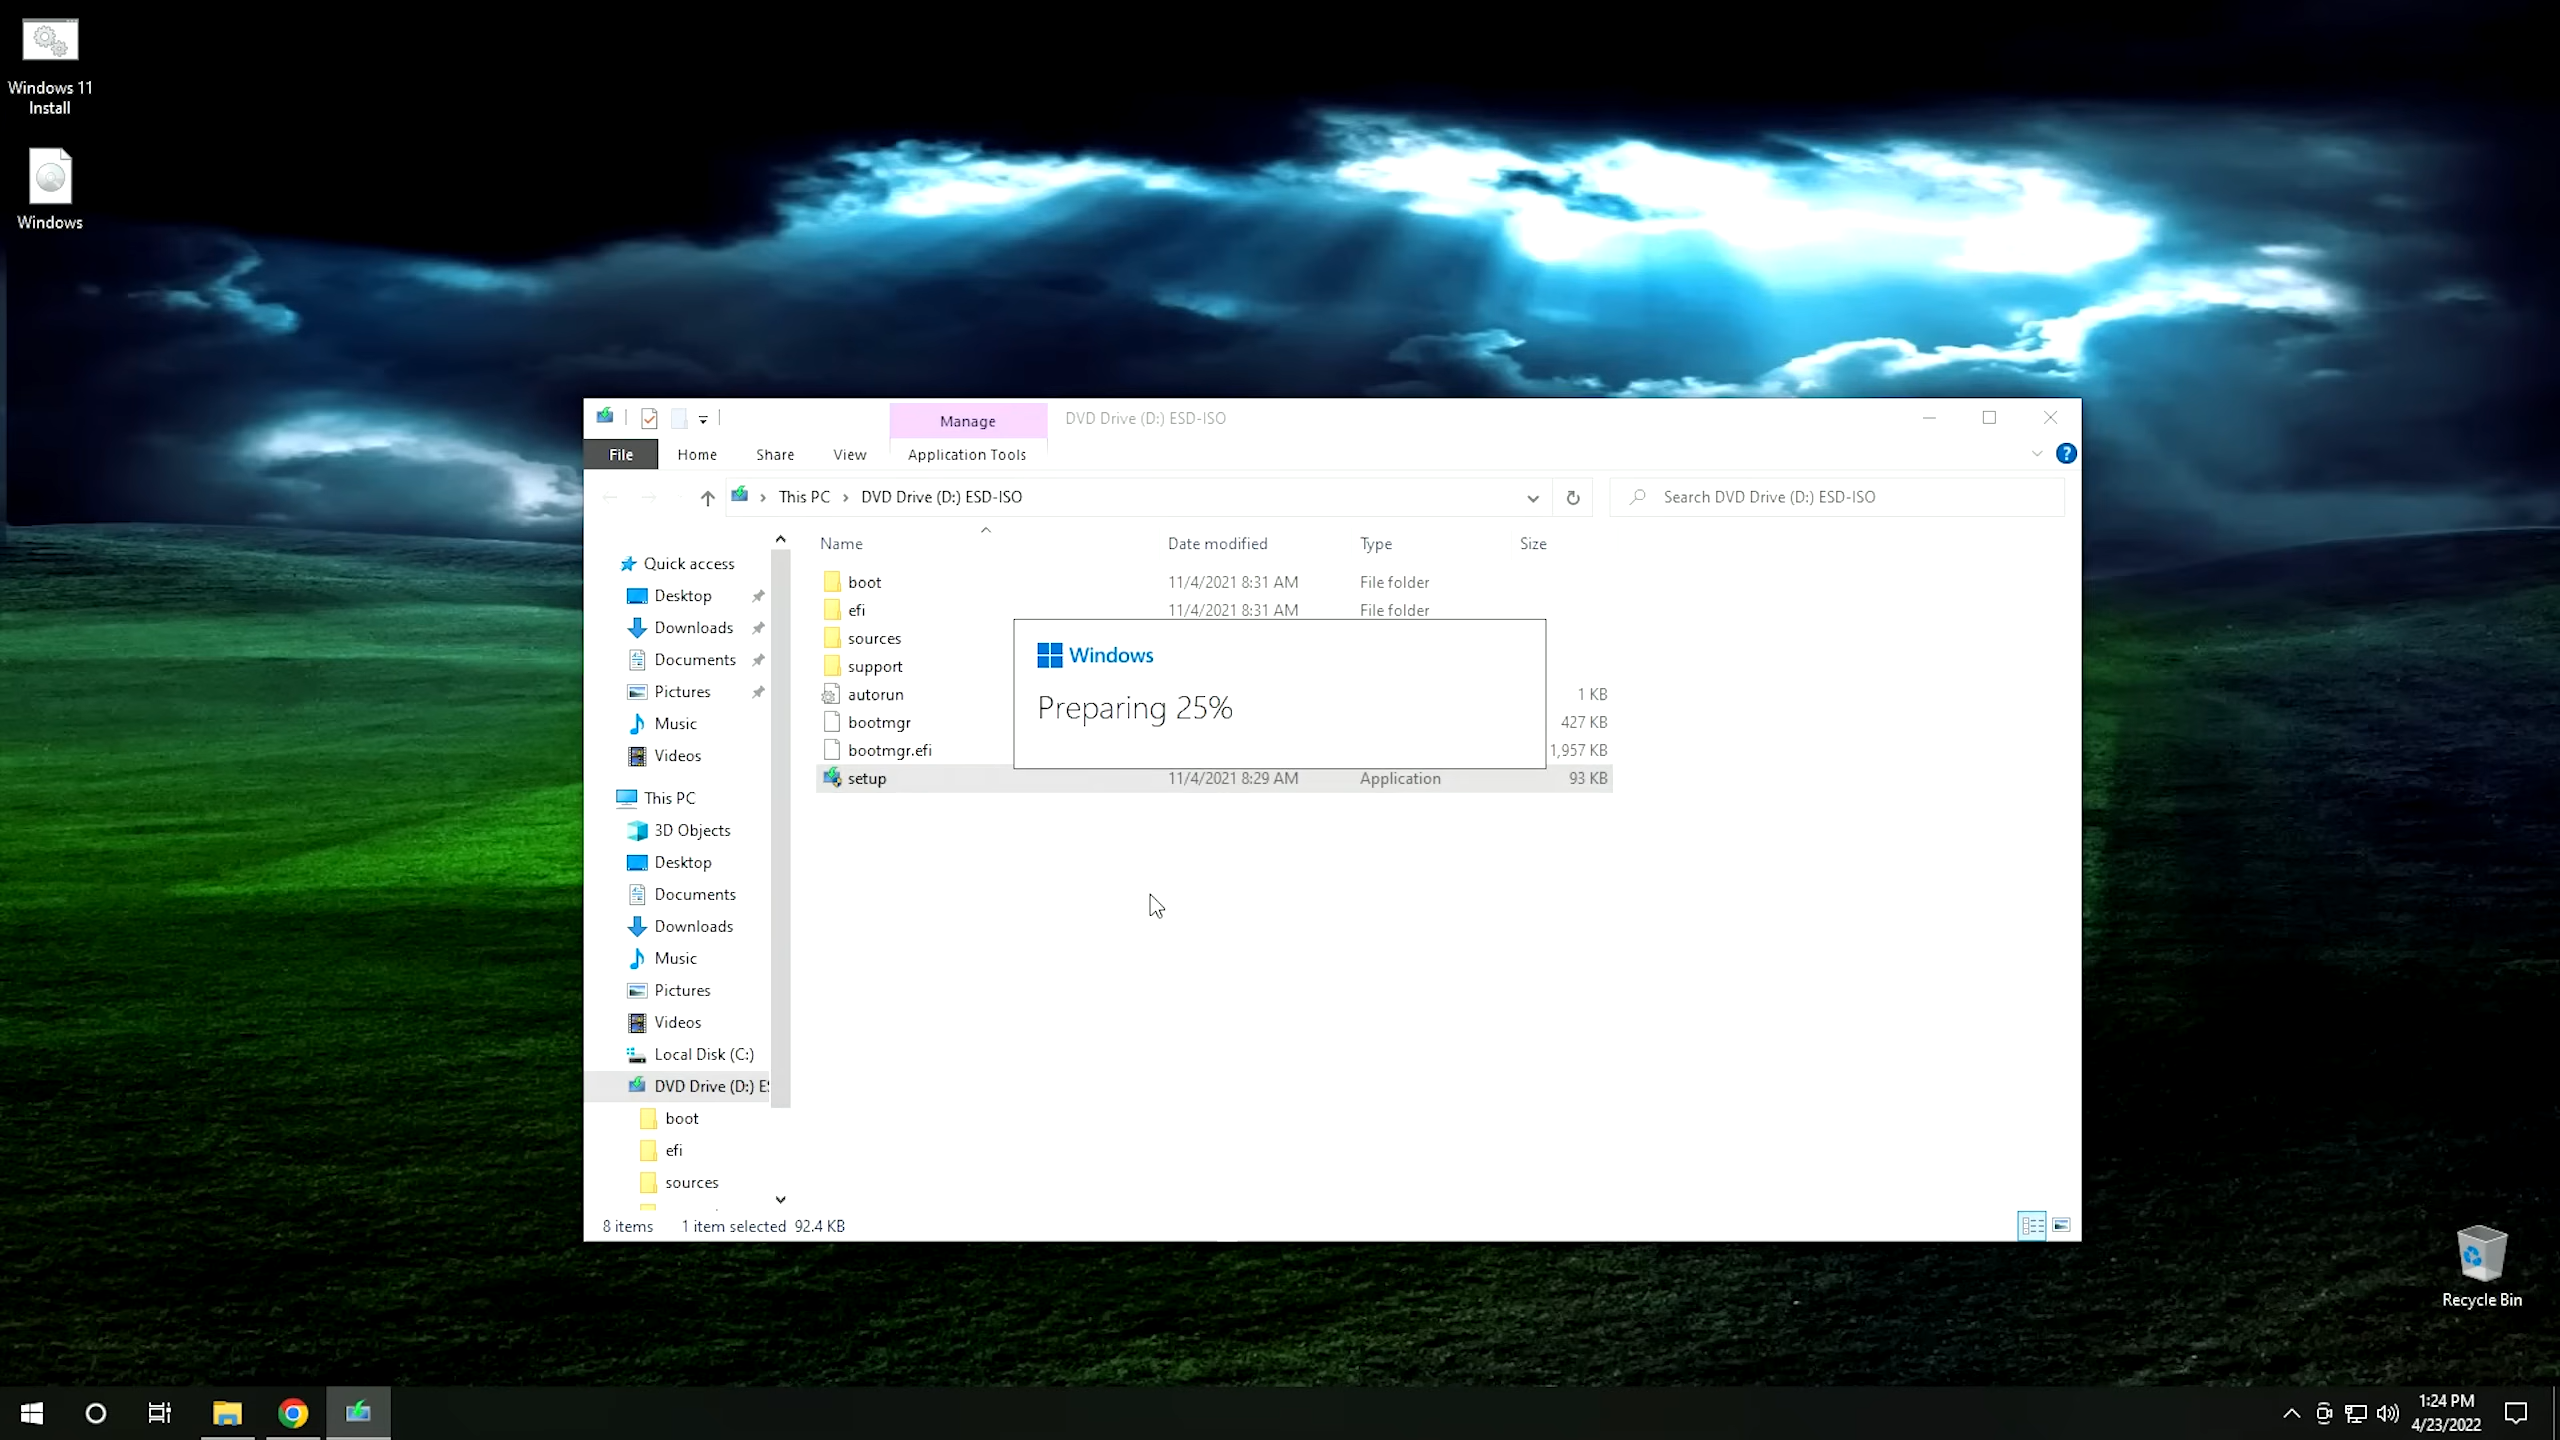 Windows 11
Install
Windows
Manage
DVD Drive (D:) ESD-ISO
File
Home
Share
View
Application Tools
?
This PC
DVD Drive (D:) ESD-ISO
Search DVD Drive (D:) ESD-ISO
Name
Date modified
Type
Size
Quick access
Desktop
Downloads
Documents
Pictures
Music
Videos
This PC
3D Objects
Desktop
Documents
Downloads
Music
Pictures
Videos
Local Disk (C:)
DVD Drive (D:) ES
boot
efi
sources
boot 11/4/2021 8:31 AM File folder
efi 11/4/2021 8:31 AM File folder
sources
support
autorun 1 KB
bootmgr 427 KB
bootmgr.efi 1,957 KB
setup 11/4/2021 8:29 AM Application 93 KB
Windows
Preparing 25%
8 items 1 item selected 92.4 KB
Recycle Bin
1:24 PM
4/23/2022